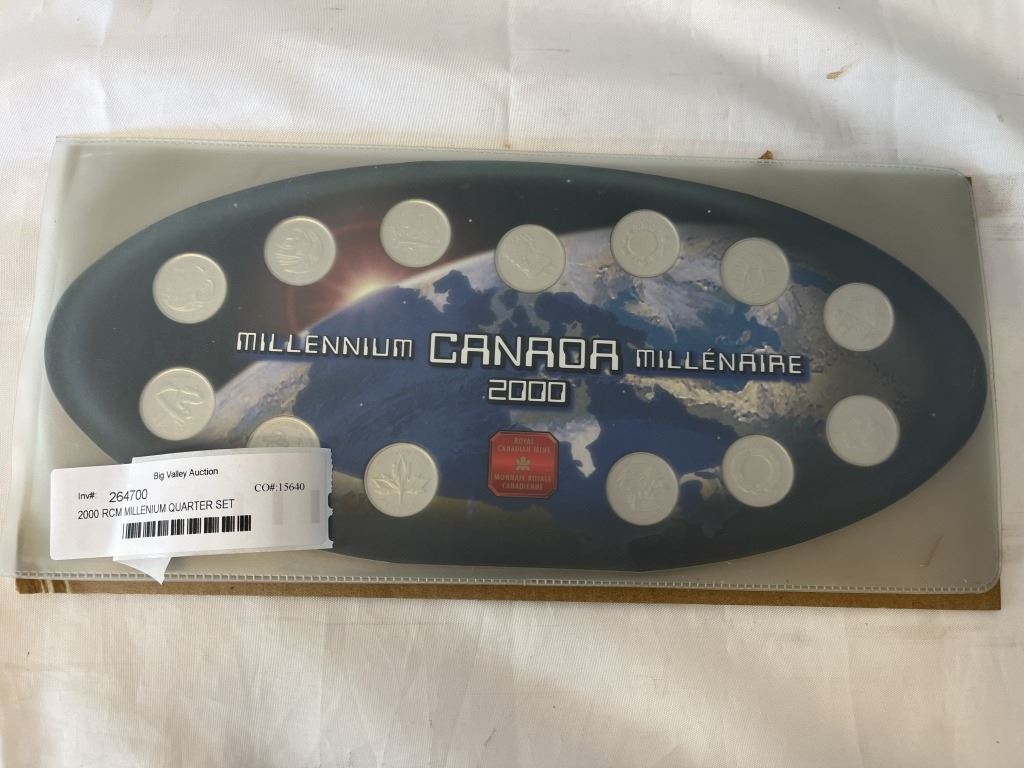 MILLENNIUM CANADA MILLÉNAIRE
2000
ROYAL
CANADIAN MINT
MONNAIE ROYALE
CANADIENNE
Big Valley Auction
Inv#: 264700 CO#:15640
2000 RCM MILLENIUM QUARTER SET